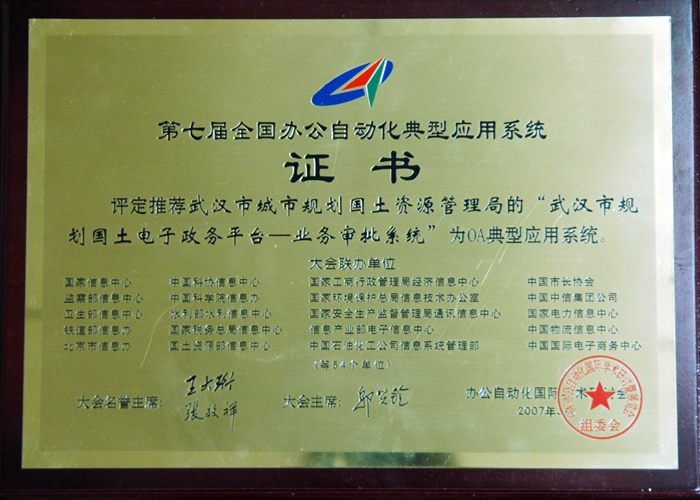 第七届全国办公自动化典型应用系统
证书
评定推荐武汉市城市规划国土资源管理局的“武汉市规
划国土电子政务平台—业务审批系统”为OA典型应用系统。
大会联办单位
国家信息中心 中国科协信息中心 国家工商行政管理局经济信息中心 中国市长协会
监察部信息中心 中国科学院信息办 国家环境保护总局信息技术办公室 中国中信集团公司
卫生部信息中心 水利部水利信息中心 国家安全生产监督管理局通讯信息中心 国家电力信息中心
铁道部信息办 国家税务总局信息中心 信息产业部电子信息中心 中国物流信息中心
北京市信息办 国土资源部信息中心 中国石油化工公司信息系统管理部 中国国际电子商务中心
(等54个单位)
大会名誉主席: 大会主席: 办公自动化国际学术研讨会
2007年
组委会